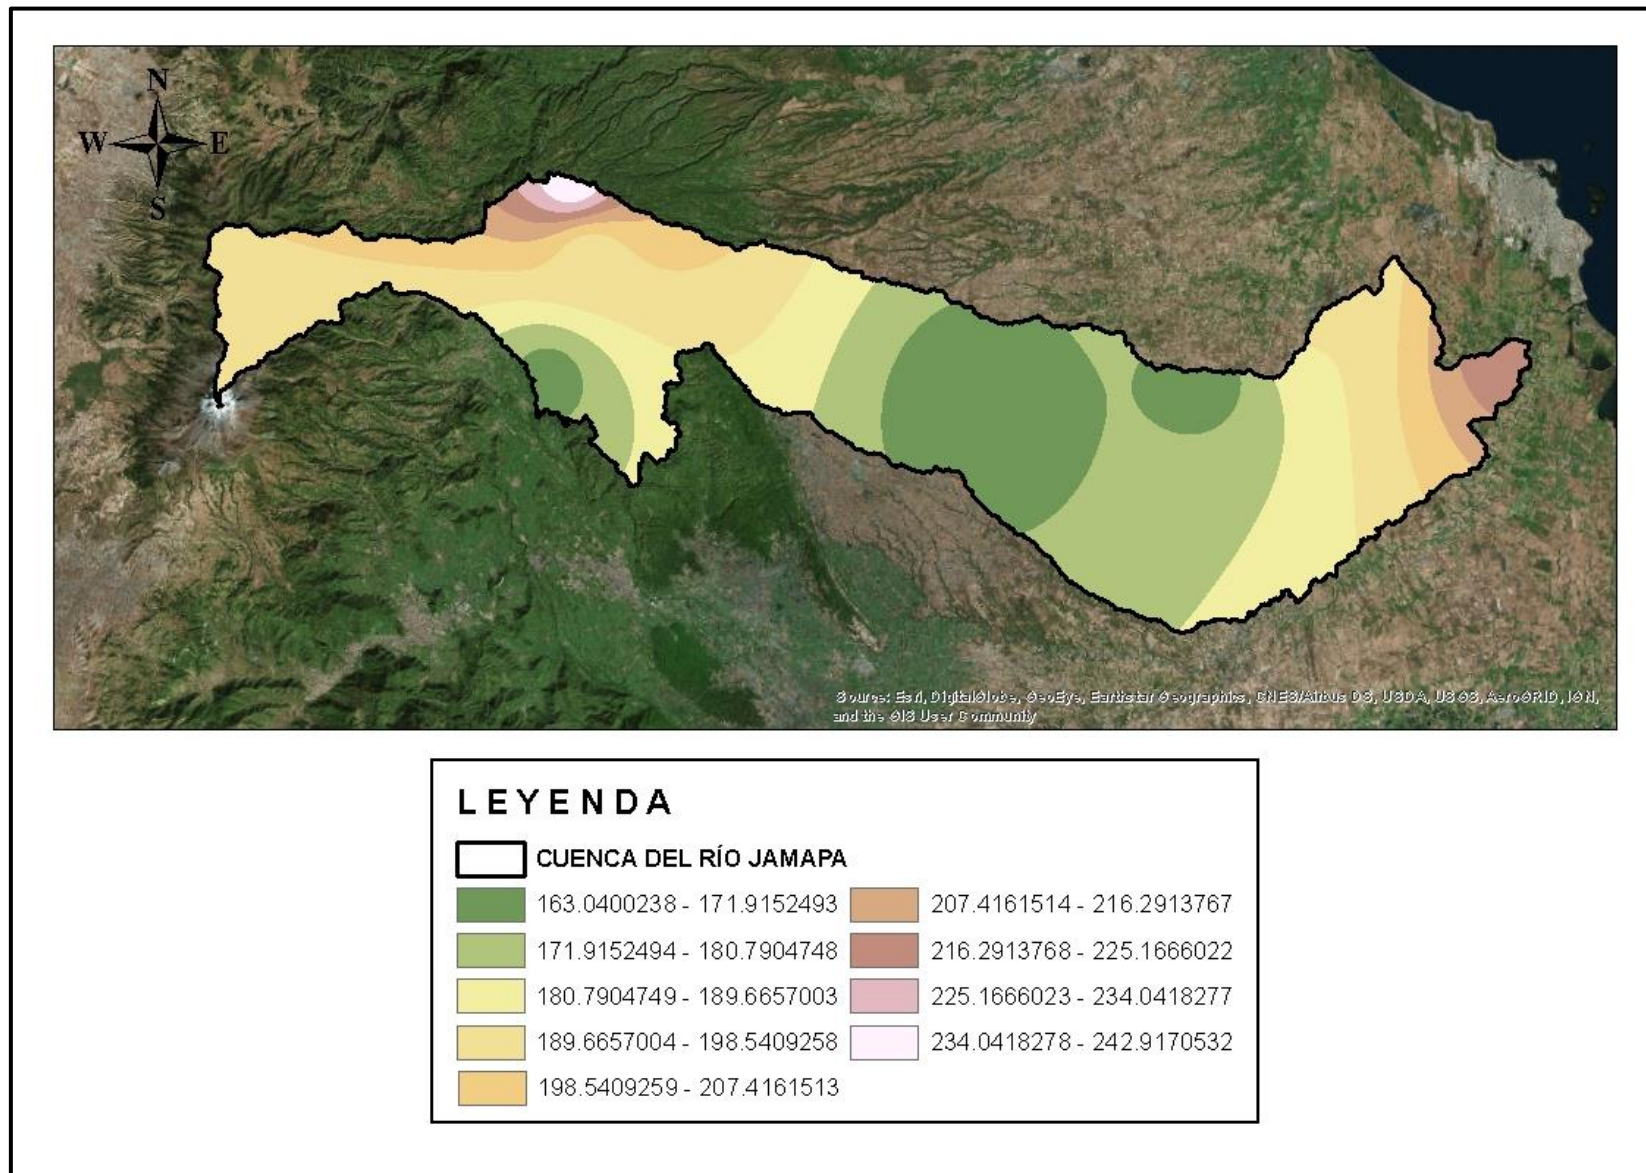 N
W E
S
Source: Esri, DigitalGlobe, GeoEye, Earthstar Geographics, CNES/Airbus DS, USDA, USGS, AeroGRID, IGN,
and the GIS User Community
LEYENDA
CUENCA DEL RÍO JAMAPA
163.0400238 - 171.9152493 207.4161514 - 216.2913767
171.9152494 - 180.7904748 216.2913768 - 225.1666022
180.7904749 - 189.6657003 225.1666023 - 234.0418277
189.6657004 - 198.5409258 234.0418278 - 242.9170532
198.5409259 - 207.4161513